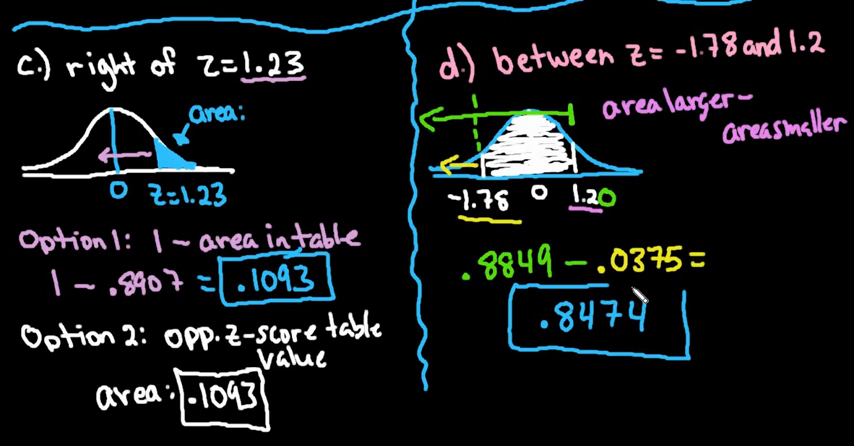 c.) right of z=1.23
area:
0 z=1.23
Option 1: 1 - area in table
1 - .8907 = .1093
Option 2: opp. z-score table
value
area: .1093
d.) between z= -1.78 and 1.2
area larger-
area smaller
-1.78 0 1.20
.8849 - .0375 =
.8474